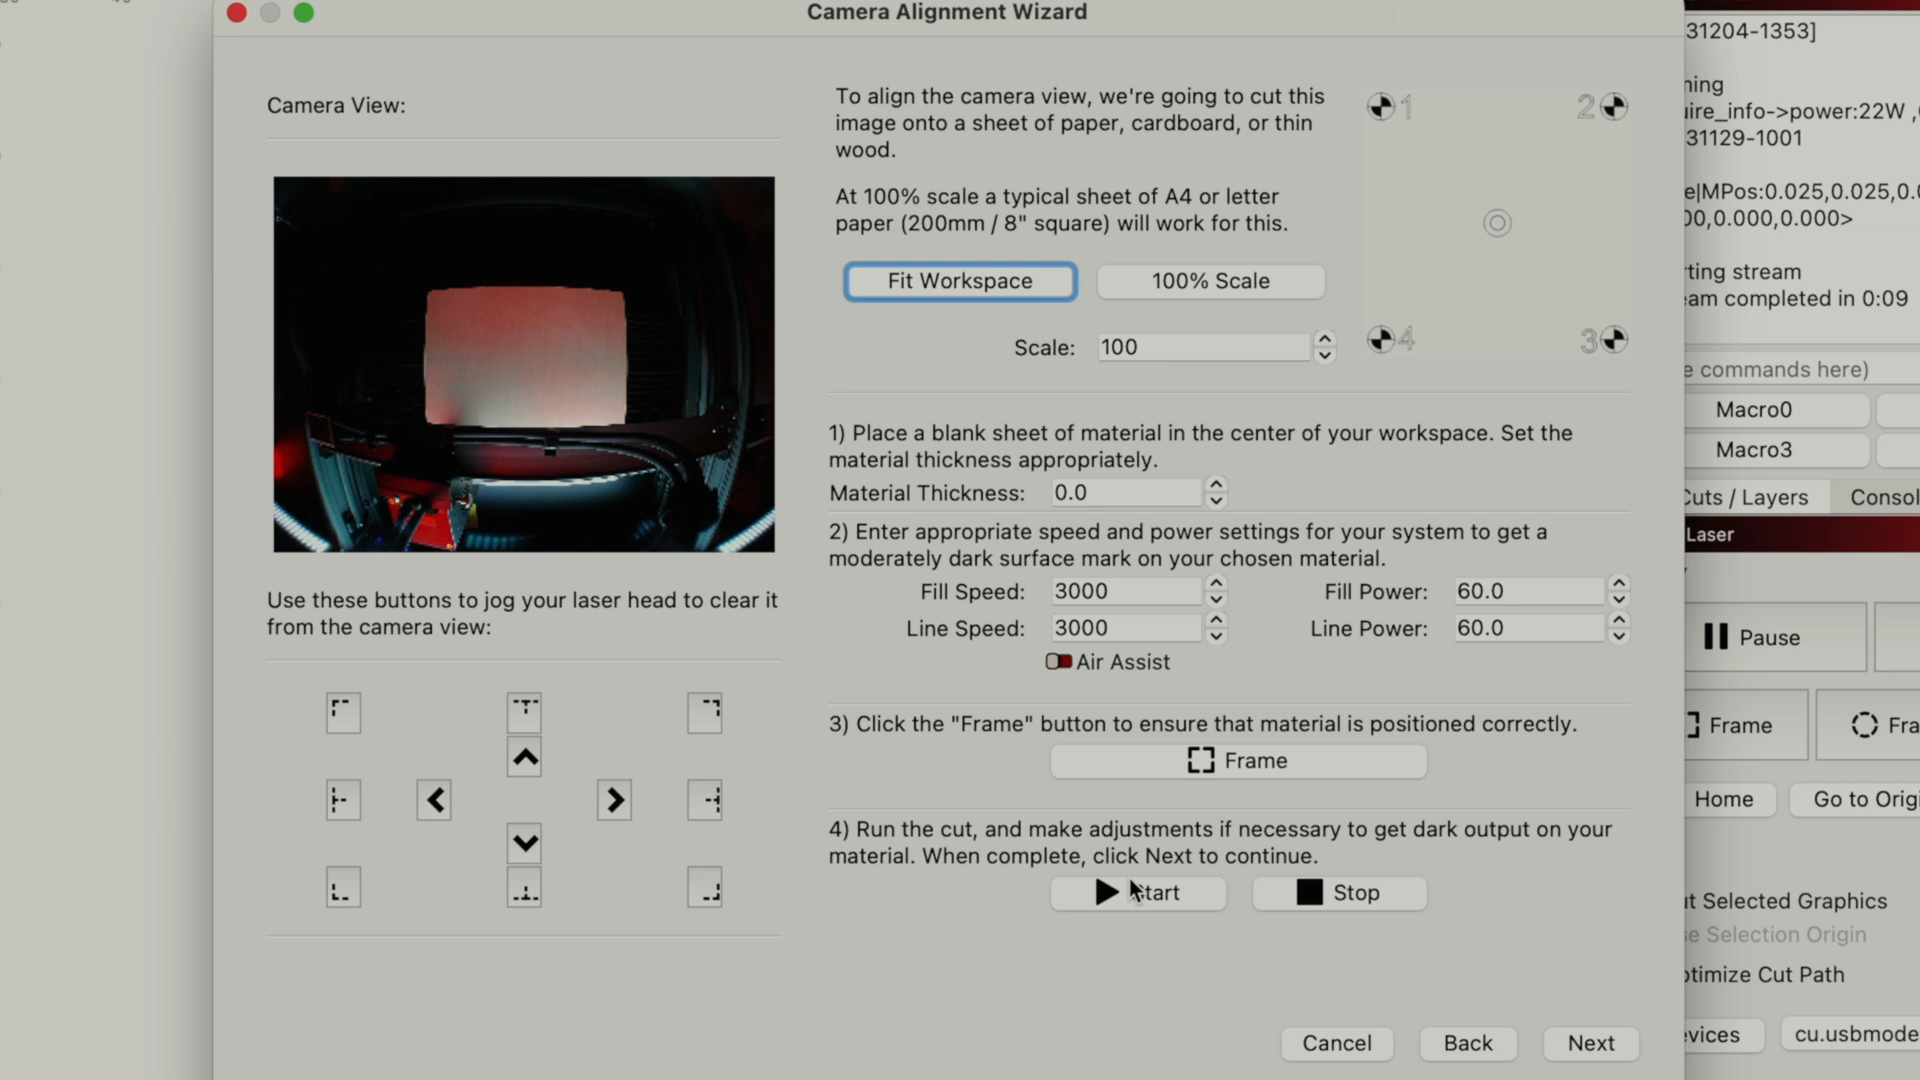 Camera Alignment Wizard
Camera View:
To align the camera view, we're going to cut this
image onto a sheet of paper, cardboard, or thin
wood.
At 100% scale a typical sheet of A4 or letter
paper (200mm / 8" square) will work for this.
1
2
4
3
Fit Workspace
100% Scale
Scale:
100
1) Place a blank sheet of material in the center of your workspace. Set the
material thickness appropriately.
Material Thickness:
0.0
2) Enter appropriate speed and power settings for your system to get a
moderately dark surface mark on your chosen material.
Fill Speed:
3000
Fill Power:
60.0
Line Speed:
3000
Line Power:
60.0
Air Assist
Use these buttons to jog your laser head to clear it
from the camera view:
3) Click the "Frame" button to ensure that material is positioned correctly.
Frame
4) Run the cut, and make adjustments if necessary to get dark output on your
material. When complete, click Next to continue.
Start
Stop
Cancel
Back
Next
31204-1353]
ning
uire_info->power:22W ,
31129-1001
e|MPos:0.025,0.025,0.0
00,0.000,0.000>
rting stream
eam completed in 0:09
e commands here)
Macro0
Macro3
Cuts / Layers
Consol
Laser
Pause
Frame
Fra
Home
Go to Origi
ut Selected Graphics
se Selection Origin
ptimize Cut Path
evices
cu.usbmode